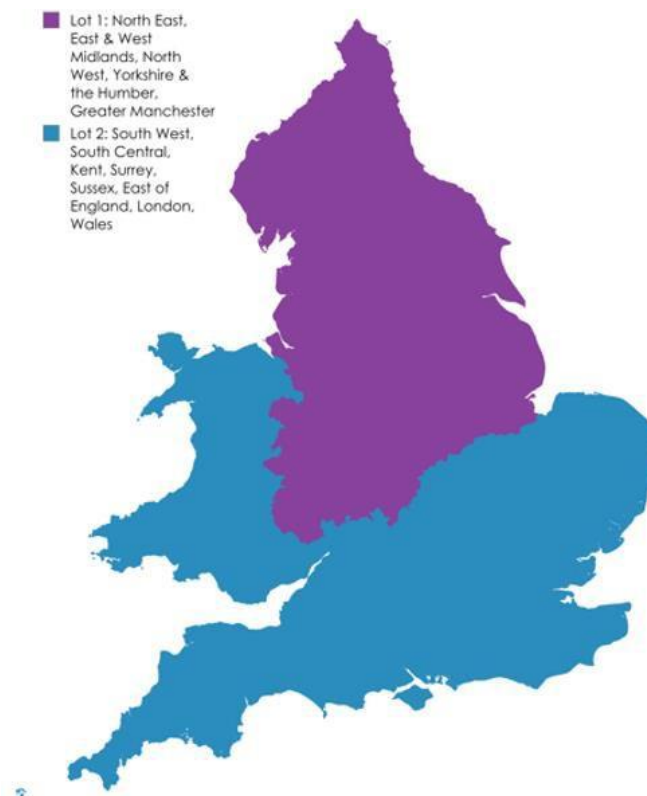 Lot 1: North East,
East & West
Midlands, North
West, Yorkshire &
the Humber,
Greater Manchester
Lot 2: South West,
South Central,
Kent, Surrey,
Sussex, East of
England, London,
Wales